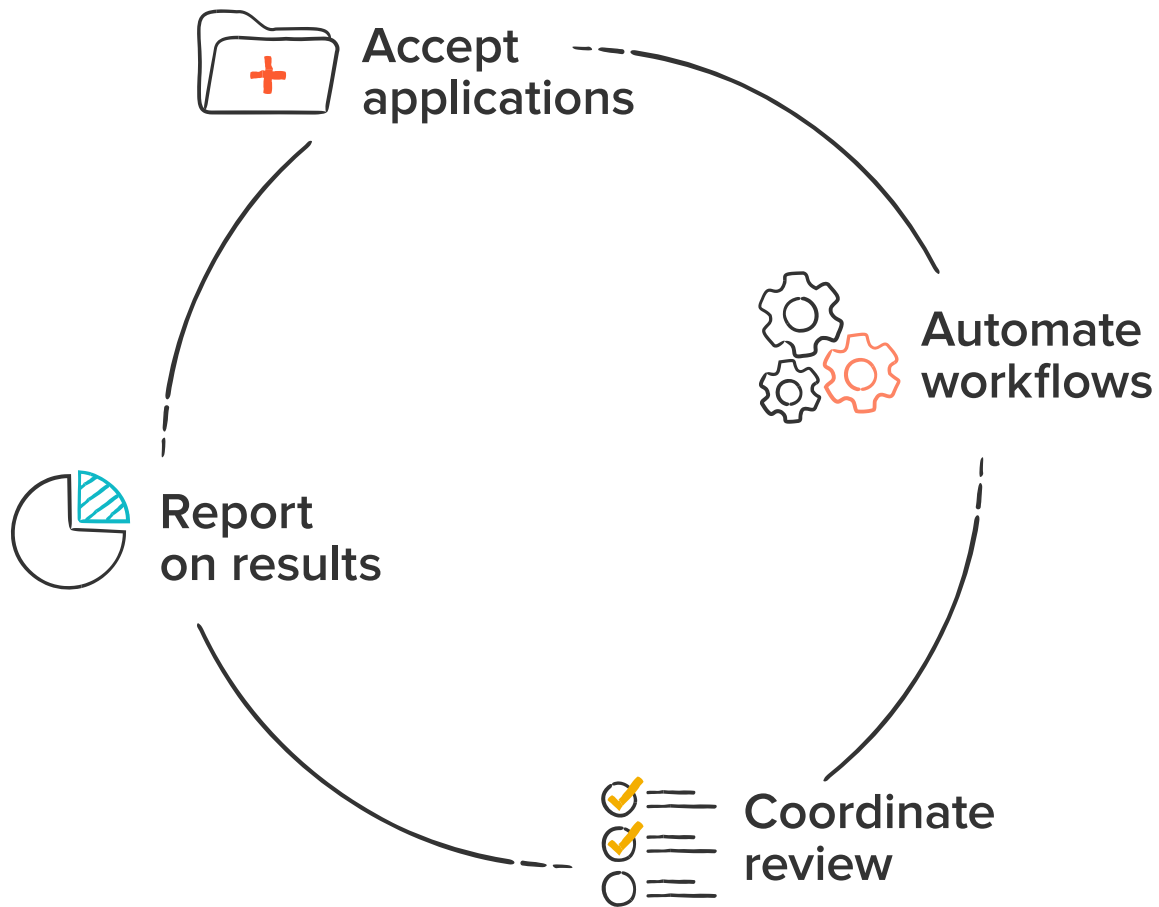 Accept
applications
Automate
workflows
Report
on results
Coordinate
review